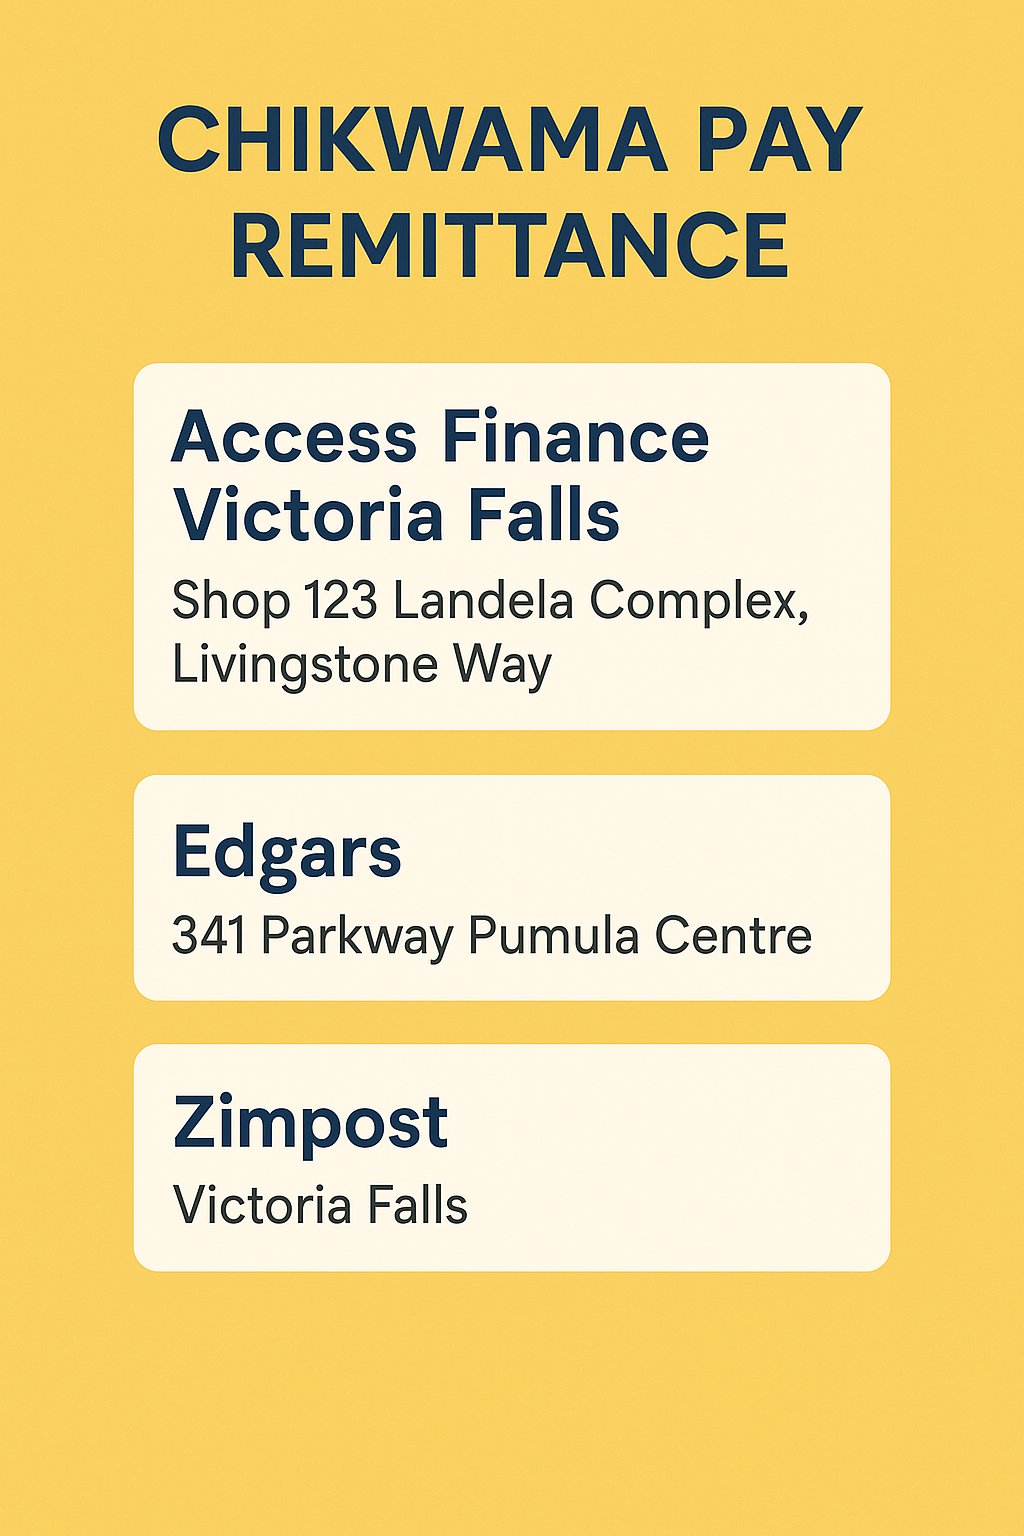 CHIKWAMA PAY
REMITTANCE
Access Finance
Victoria Falls
Shop 123 Landela Complex,
Livingstone Way
Edgars
341 Parkway Pumula Centre
Zimpost
Victoria Falls